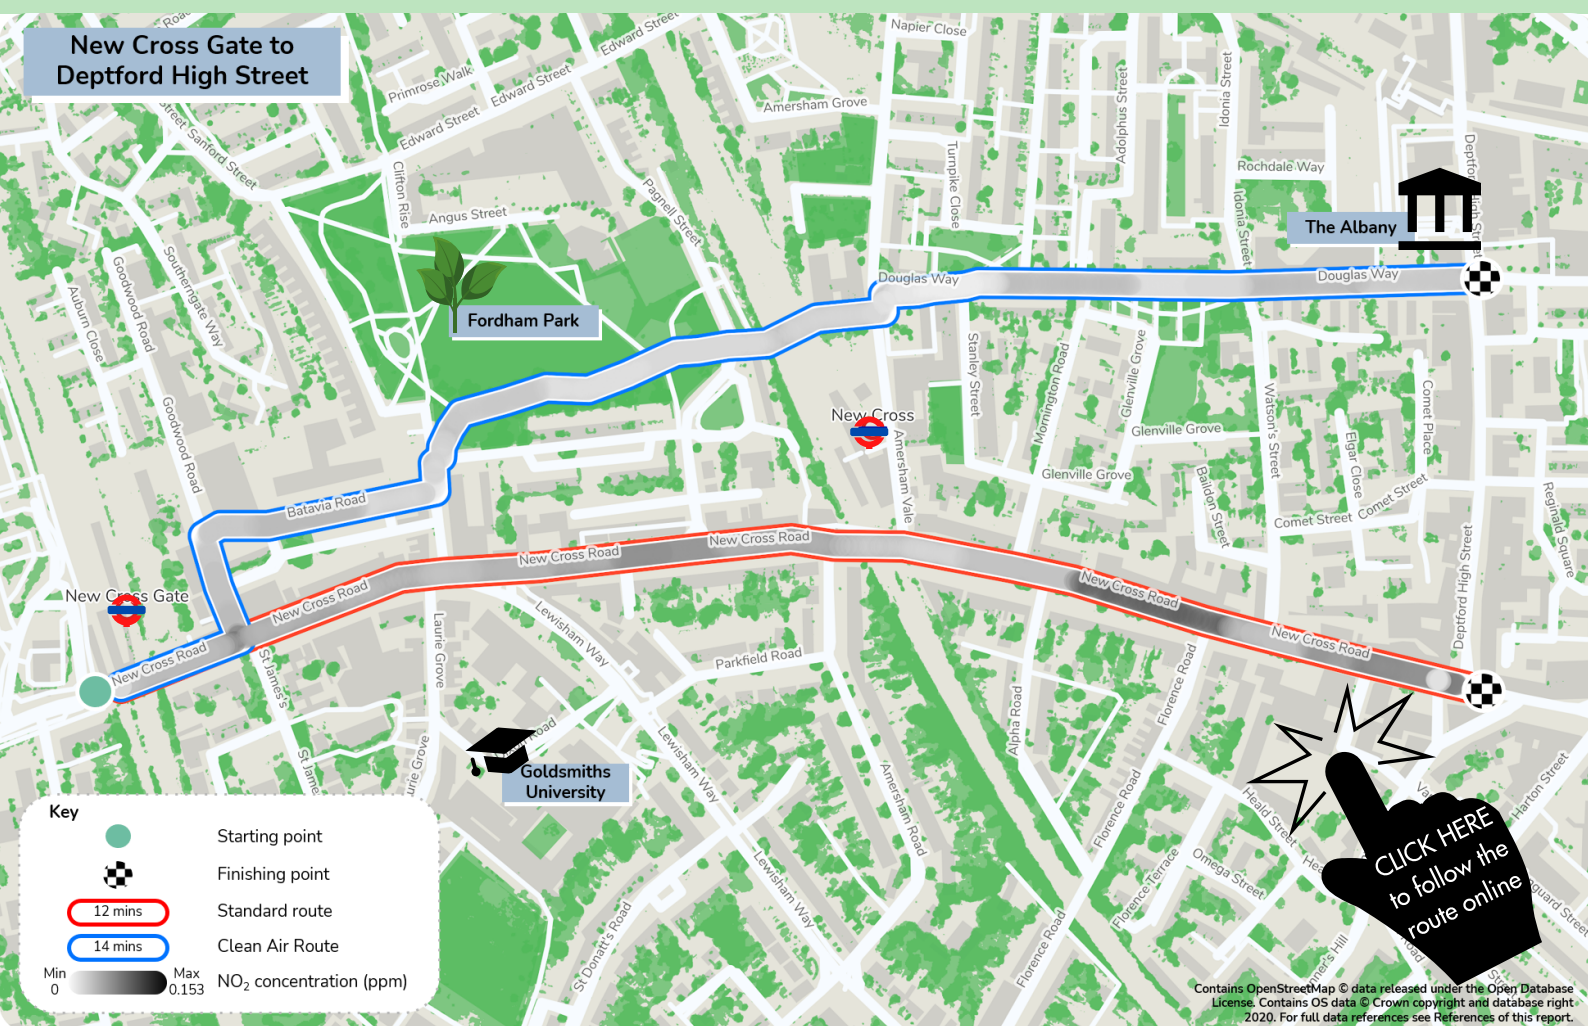 New Cross Gate to
Deptford High Street
Napier Close
Edward Street
Primrose Walk
Edward Street
Amersham Grove
Edward Street
Sanford Street
Clifton Rise
Turnpike Close
Adolphus Street
Idonia Street
Rochdale Way
Idonia Street
The Albany
Angus Street
Pagnell Street
Southerngate Way
Goodwood Road
Auburn Close
Fordham Park
Douglas Way
Douglas Way
Stanley Street
Mornington Road
Glenville Grove
Glenville Grove
Glenville Grove
Watson's Street
Comet Place
Elgar Close
Baildon Street
Comet Street
Comet Street
Reginald Square
Deptford High Street
New Cross
Amersham Vale
Goodwood Road
Batavia Road
New Cross Gate
New Cross Road
New Cross Road
New Cross Road
New Cross Road
New Cross Road
New Cross Road
St James's
Laurie Grove
Lewisham Way
Parkfield Road
Alpha Road
Florence Road
Goldsmiths
University
Lewisham Way
Amersham Road
Florence Road
Heald Street
Harton Street
Lewisham Way
Omega Street
Florence Terrace
Florence Road
St Donatt's Road
CLICK HERE
to follow the
route online
Key
Starting point
Finishing point
12 mins Standard route
14 mins Clean Air Route
Min Max
0 0.153 NO₂ concentration (ppm)
Contains OpenStreetMap © data released under the Open Database
License. Contains OS data © Crown copyright and database right
2020. For full data references see References of this report.